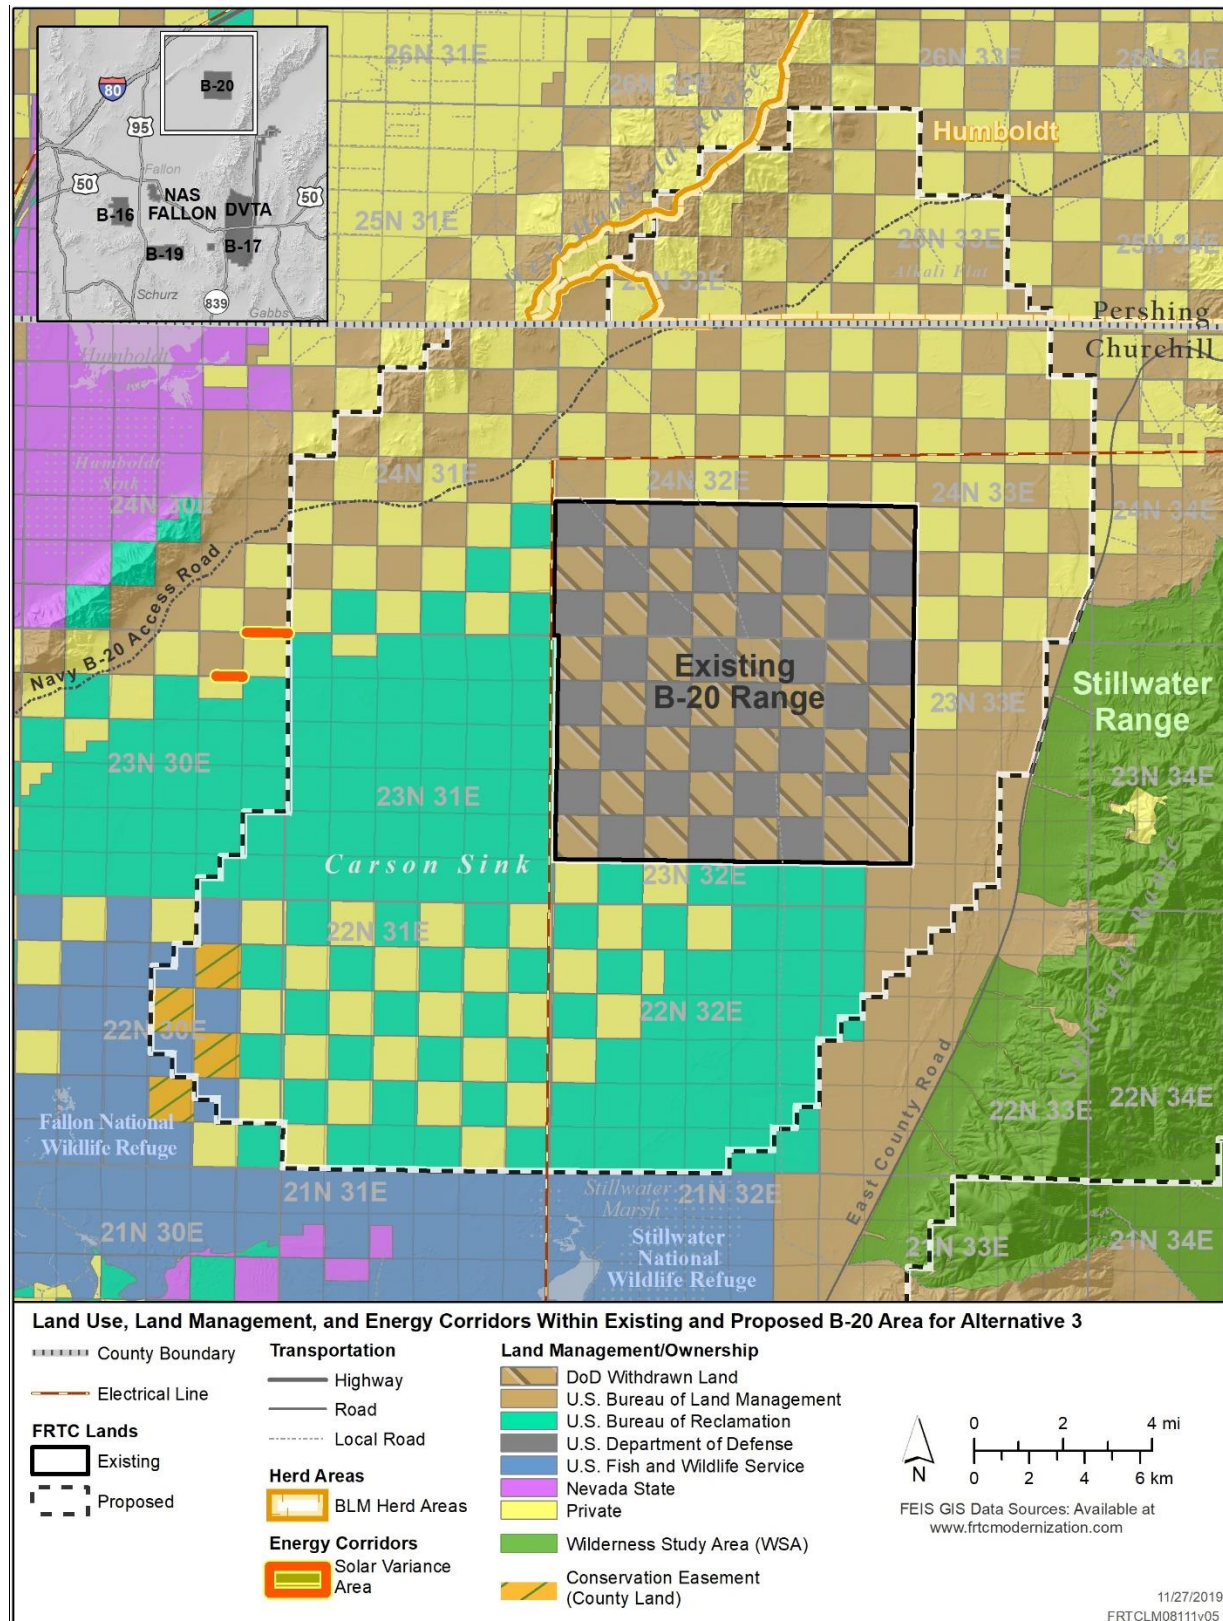 26N 31E
26N 32E
26N 33E
26N 34E
B-20
80
95
Fallon
50
NAS
FALLON
DVTA
50
B-16
B-19
B-17
Schurz
839
Gabbs
Humboldt
West Humboldt Range
25N 31E
25N 32E
25N 33E
25N 34E
Alkali Flat
Pershing
Churchill
Humboldt
Humboldt
Sink
24N 30E
24N 31E
24N 32E
24N 33E
24N 34E
Navy B-20 Access Road
Existing
B-20 Range
Stillwater
Range
23N 33E
23N 30E
23N 31E
23N 34E
Carson Sink
23N 32E
Stillwater Range
22N 31E
22N 30E
22N 32E
East County Road
22N 33E
22N 34E
Fallon National
Wildlife Refuge
21N 31E
Stillwater
Marsh
21N 32E
21N 30E
Stillwater
National
Wildlife Refuge
21N 33E
21N 34E
Land Use, Land Management, and Energy Corridors Within Existing and Proposed B-20 Area for Alternative 3
County Boundary
Electrical Line
FRTC Lands
Existing
Proposed
Transportation
Highway
Road
Local Road
Herd Areas
BLM Herd Areas
Energy Corridors
Solar Variance
Area
Land Management/Ownership
DoD Withdrawn Land
U.S. Bureau of Land Management
U.S. Bureau of Reclamation
U.S. Department of Defense
U.S. Fish and Wildlife Service
Nevada State
Private
Wilderness Study Area (WSA)
Conservation Easement
(County Land)
N
0 2 4 mi
0 2 4 6 km
FEIS GIS Data Sources: Available at
www.frtcmodernization.com
11/27/2019
FRTCLM08111v05